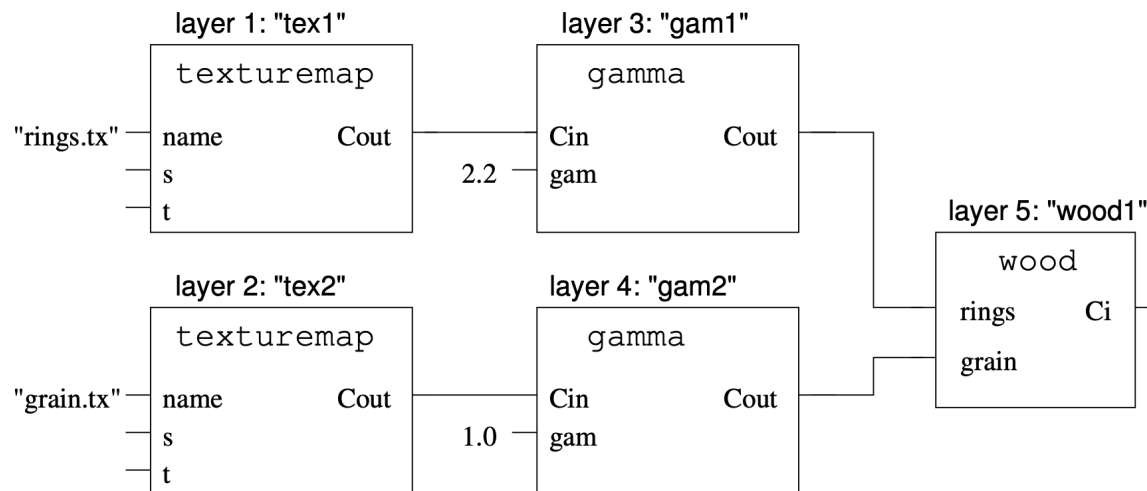 layer 1: "tex1"
texturemap
"rings.tx"
name
Cout
s
t
layer 3: "gam1"
gamma
Cin
Cout
2.2
gam
layer 2: "tex2"
texturemap
"grain.tx"
name
Cout
s
t
layer 4: "gam2"
gamma
Cin
Cout
1.0
gam
layer 5: "wood1"
wood
rings
Ci
grain